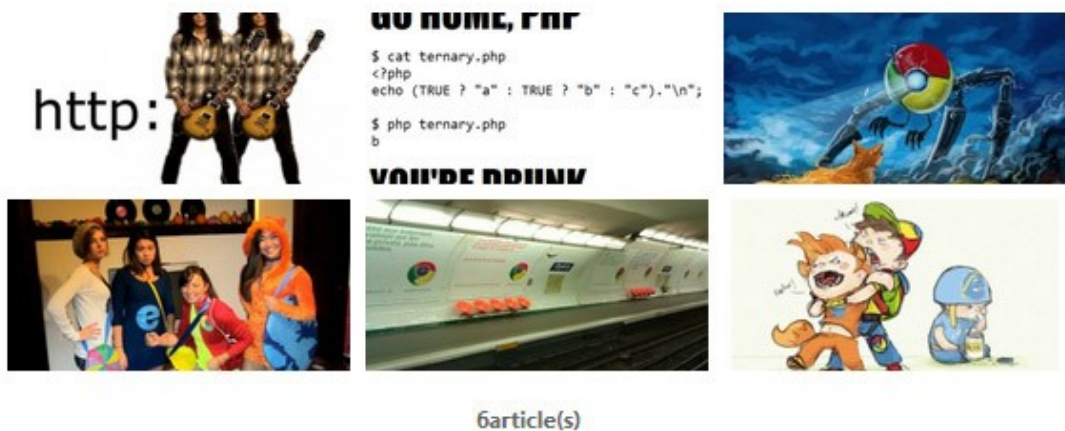 http:
GO HOME, PHP
$ cat ternary.php
<?php
echo (TRUE ? "a" : TRUE ? "b" : "c")."\n";
$ php ternary.php
b
YOU'RE DRUNK
e
6article(s)